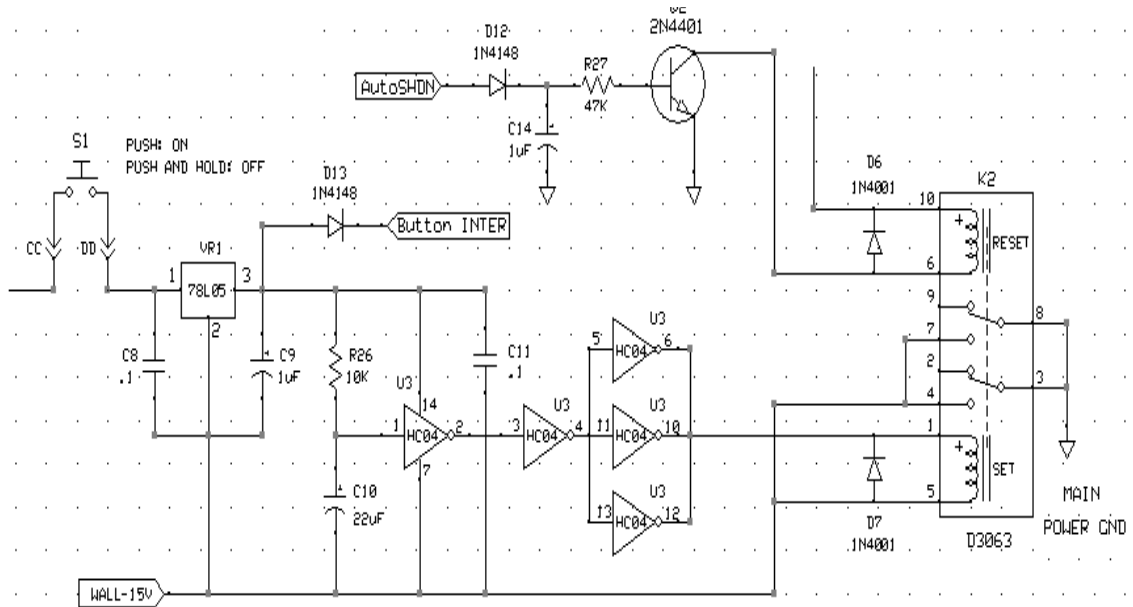 2N4401
D12
1N4148
R27
47K
AutoSHDN
C14
1uF
S1
PUSH: ON
PUSH AND HOLD: OFF
D13
1N4148
Button INTER
CC
DD
VR1
1
3
78L05
2
C8
.1
C9
1uF
R26
10K
C11
.1
U3
14
1
HC04
2
7
C10
22uF
U3
3
HC04
4
U3
5
HC04
6
U3
11
HC04
10
U3
13
HC04
12
D6
1N4001
K2
10
RESET
6
9
8
7
2
3
4
1
SET
5
D7
1N4001
D3063
MAIN
POWER GND
WALL-15V